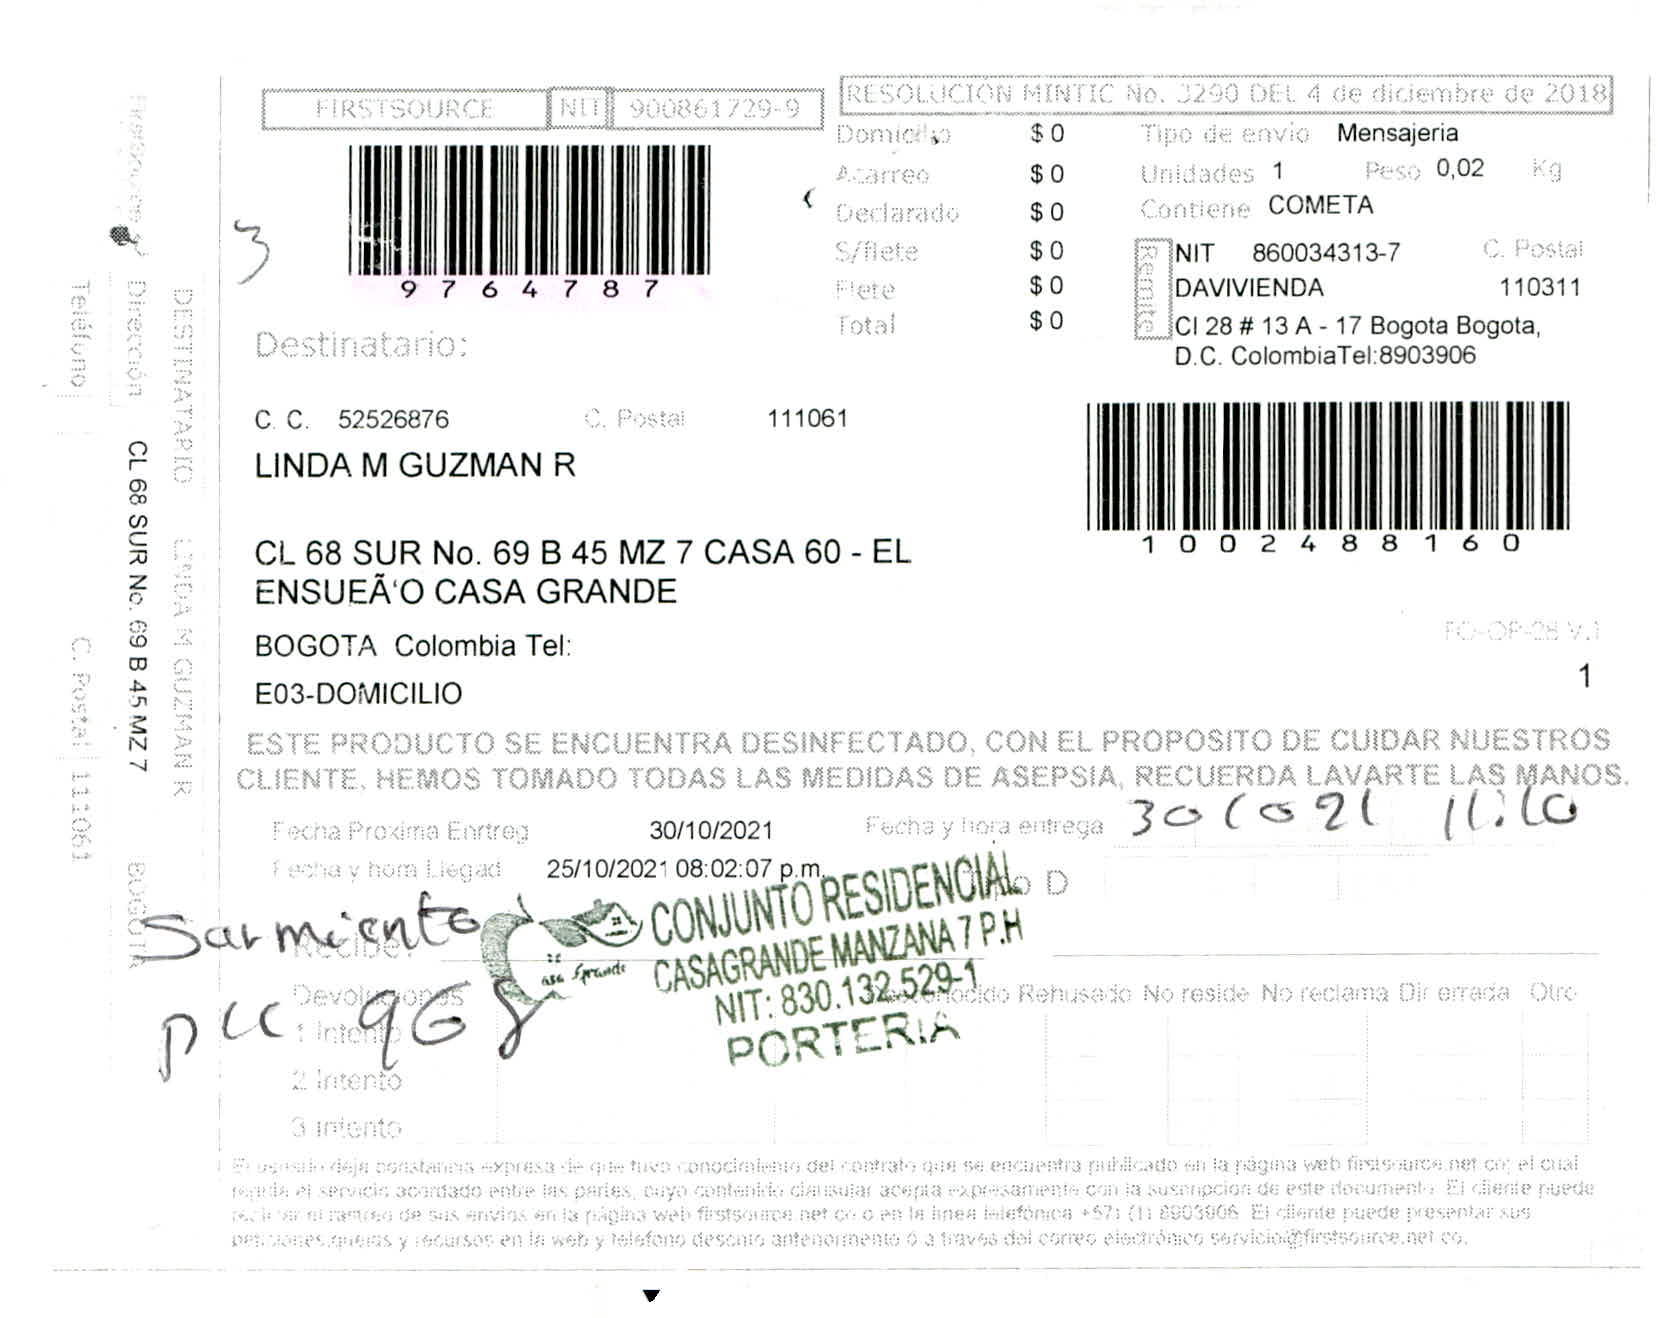 FIRSTSOURCE NIT 900861729-9
RESOLUCION MINTIC No. 3290 DEL 4 de diciembre de 2018
9764787
3
Domicilio $ 0
Acarreo $ 0
Declarado $ 0
S/flete $ 0
Flete $ 0
Total $ 0
Tipo de envio Mensajeria
Unidades 1 Peso 0,02 Kg
Contiene COMETA
Remite
NIT 860034313-7 C. Postal
DAVIVIENDA 110311
Cl 28 # 13 A - 17 Bogota Bogota,
D.C. ColombiaTel:8903906
Destinatario:
C. C. 52526876 C. Postal 111061
LINDA M GUZMAN R
CL 68 SUR No. 69 B 45 MZ 7 CASA 60 - EL
ENSUEÃ‘O CASA GRANDE
BOGOTA Colombia Tel:
E03-DOMICILIO
1002488160
FO-OP-28 V.1
1
ESTE PRODUCTO SE ENCUENTRA DESINFECTADO, CON EL PROPOSITO DE CUIDAR NUESTROS
CLIENTE. HEMOS TOMADO TODAS LAS MEDIDAS DE ASEPSIA, RECUERDA LAVARTE LAS MANOS.
Fecha Proxima Enrtreg 30/10/2021 Fecha y hora entrega 30 10 21 11:10
Fecha y hora Llegad 25/10/2021 08:02:07 p.m.
D
Sarmiento
Recibe:
CONJUNTO RESIDENCIAL
CASAGRANDE MANZANA 7 P.H
NIT: 830.132.529-1
PORTERIA
Devoluciones Rehusado No reside No reclama Dir errada Otro
1 Intento
2 Intento
3 Intento
El usuario deja constancia expresa de que tuvo conocimiento del contrato que se encuentra publicado en la página web firstsource.net.co; el cual
regula el servicio acordado entre las partes, cuyo contenido clausular acepta expresamente con la suscripcion de este documento. El cliente puede
realizar el rastreo de sus envios en la página web firstsource.net.co o en la linea telefónica +571 (1) 8903906. El cliente puede presentar sus
peticiones,quejas y recursos en la web y telefono descrito anteriormente ó a través del correo electrónico servicio@firstsource.net.co.
DESTINATARIO LINDA M GUZMAN R
Dirección CL 68 SUR No. 69 B 45 MZ 7 BOGOTA
Teléfono C. Postal 111061